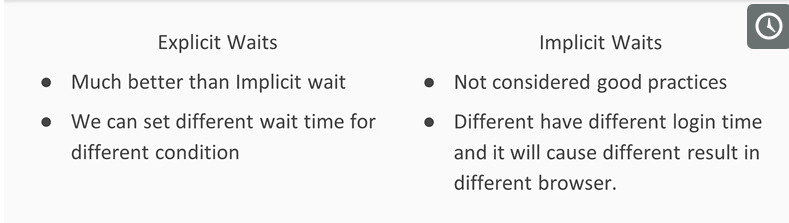 Explicit Waits
● Much better than Implicit wait
● We can set different wait time for
different condition
Implicit Waits
● Not considered good practices
● Different have different login time
and it will cause different result in
different browser.